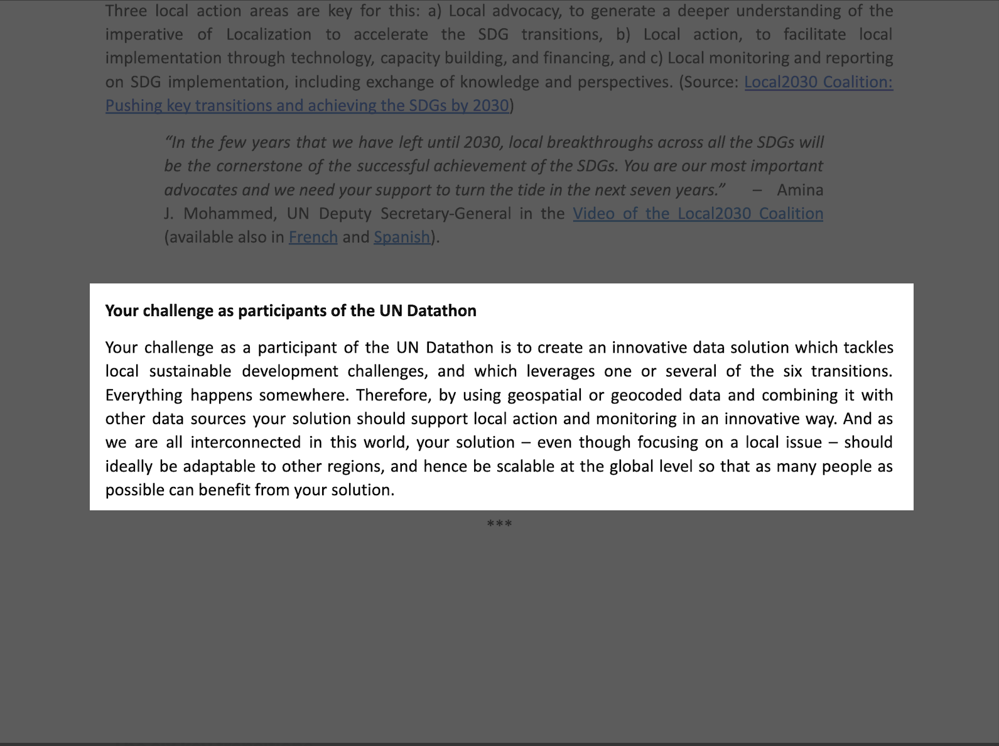 Three local action areas are key for this: a) Local advocacy, to generate a deeper understanding of the
imperative of Localization to accelerate the SDG transitions, b) Local action, to facilitate local
implementation through technology, capacity building, and financing, and c) Local monitoring and reporting
on SDG implementation, including exchange of knowledge and perspectives. (Source: Local2030 Coalition:
Pushing key transitions and achieving the SDGs by 2030)
“In the few years that we have left until 2030, local breakthroughs across all the SDGs will
be the cornerstone of the successful achievement of the SDGs. You are our most important
advocates and we need your support to turn the tide in the next seven years.” – Amina
J. Mohammed, UN Deputy Secretary-General in the Video of the Local2030 Coalition
(available also in French and Spanish).
Your challenge as participants of the UN Datathon
Your challenge as a participant of the UN Datathon is to create an innovative data solution which tackles
local sustainable development challenges, and which leverages one or several of the six transitions.
Everything happens somewhere. Therefore, by using geospatial or geocoded data and combining it with
other data sources your solution should support local action and monitoring in an innovative way. And as
we are all interconnected in this world, your solution – even though focusing on a local issue – should
ideally be adaptable to other regions, and hence be scalable at the global level so that as many people as
possible can benefit from your solution.
***